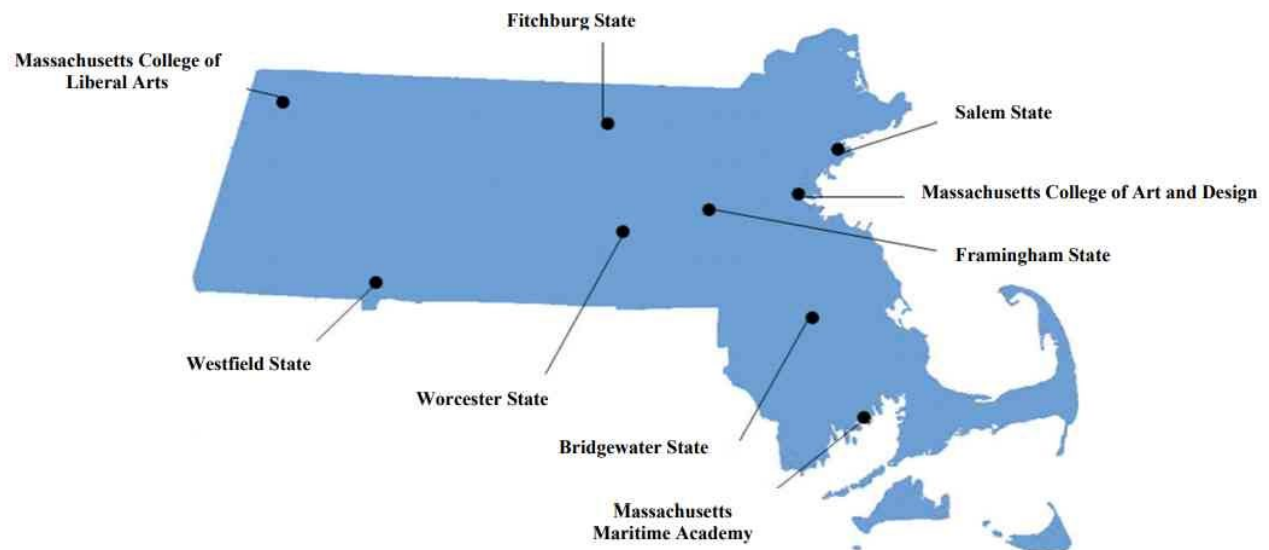 Fitchburg State
Massachusetts College of
Liberal Arts
Salem State
Massachusetts College of Art and Design
Framingham State
Westfield State
Worcester State
Bridgewater State
Massachusetts
Maritime Academy